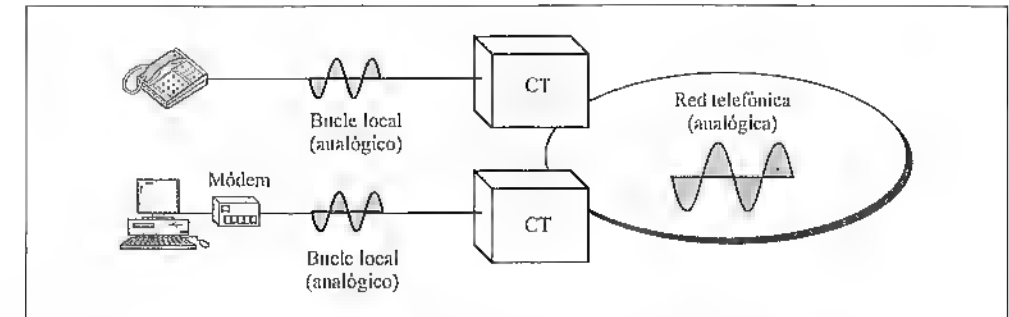 CT
Bucle local
(analógico)
Red telefónica
(analógica)
Módem
CT
Bucle local
(analógico)